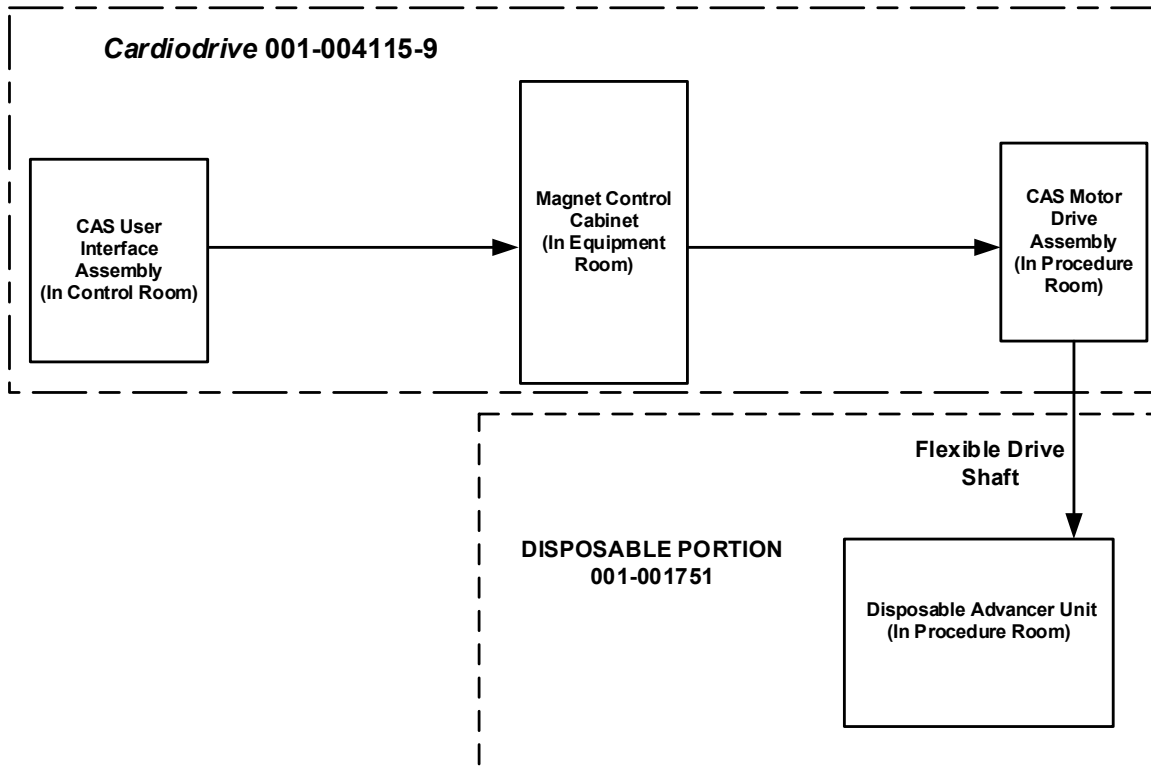 Cardiodrive 001-004115-9
CAS User
Interface
Assembly
(In Control Room)
Magnet Control
Cabinet
(In Equipment
Room)
CAS Motor
Drive
Assembly
(In Procedure
Room)
Flexible Drive
Shaft
DISPOSABLE PORTION
001-001751
Disposable Advancer Unit
(In Procedure Room)